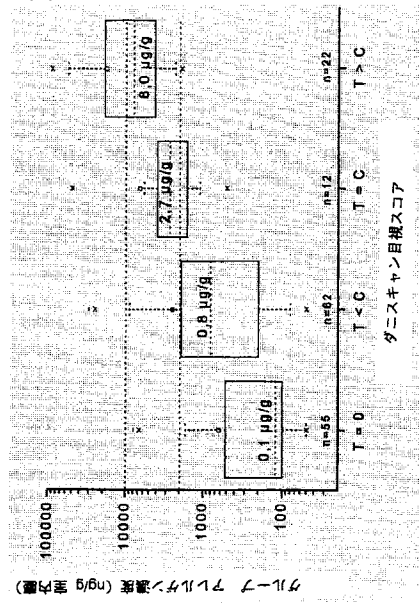 グループ アレルゲン濃度 (ng/g 室内塵)
100000
10000
1000
100
0,1 µg/g
0,8 µg/g
2,7 µg/g
8,0 µg/g
n=55
n=62
n=12
n=22
T = 0
T < C
T = C
T > C
ダニスキャン目視スコア